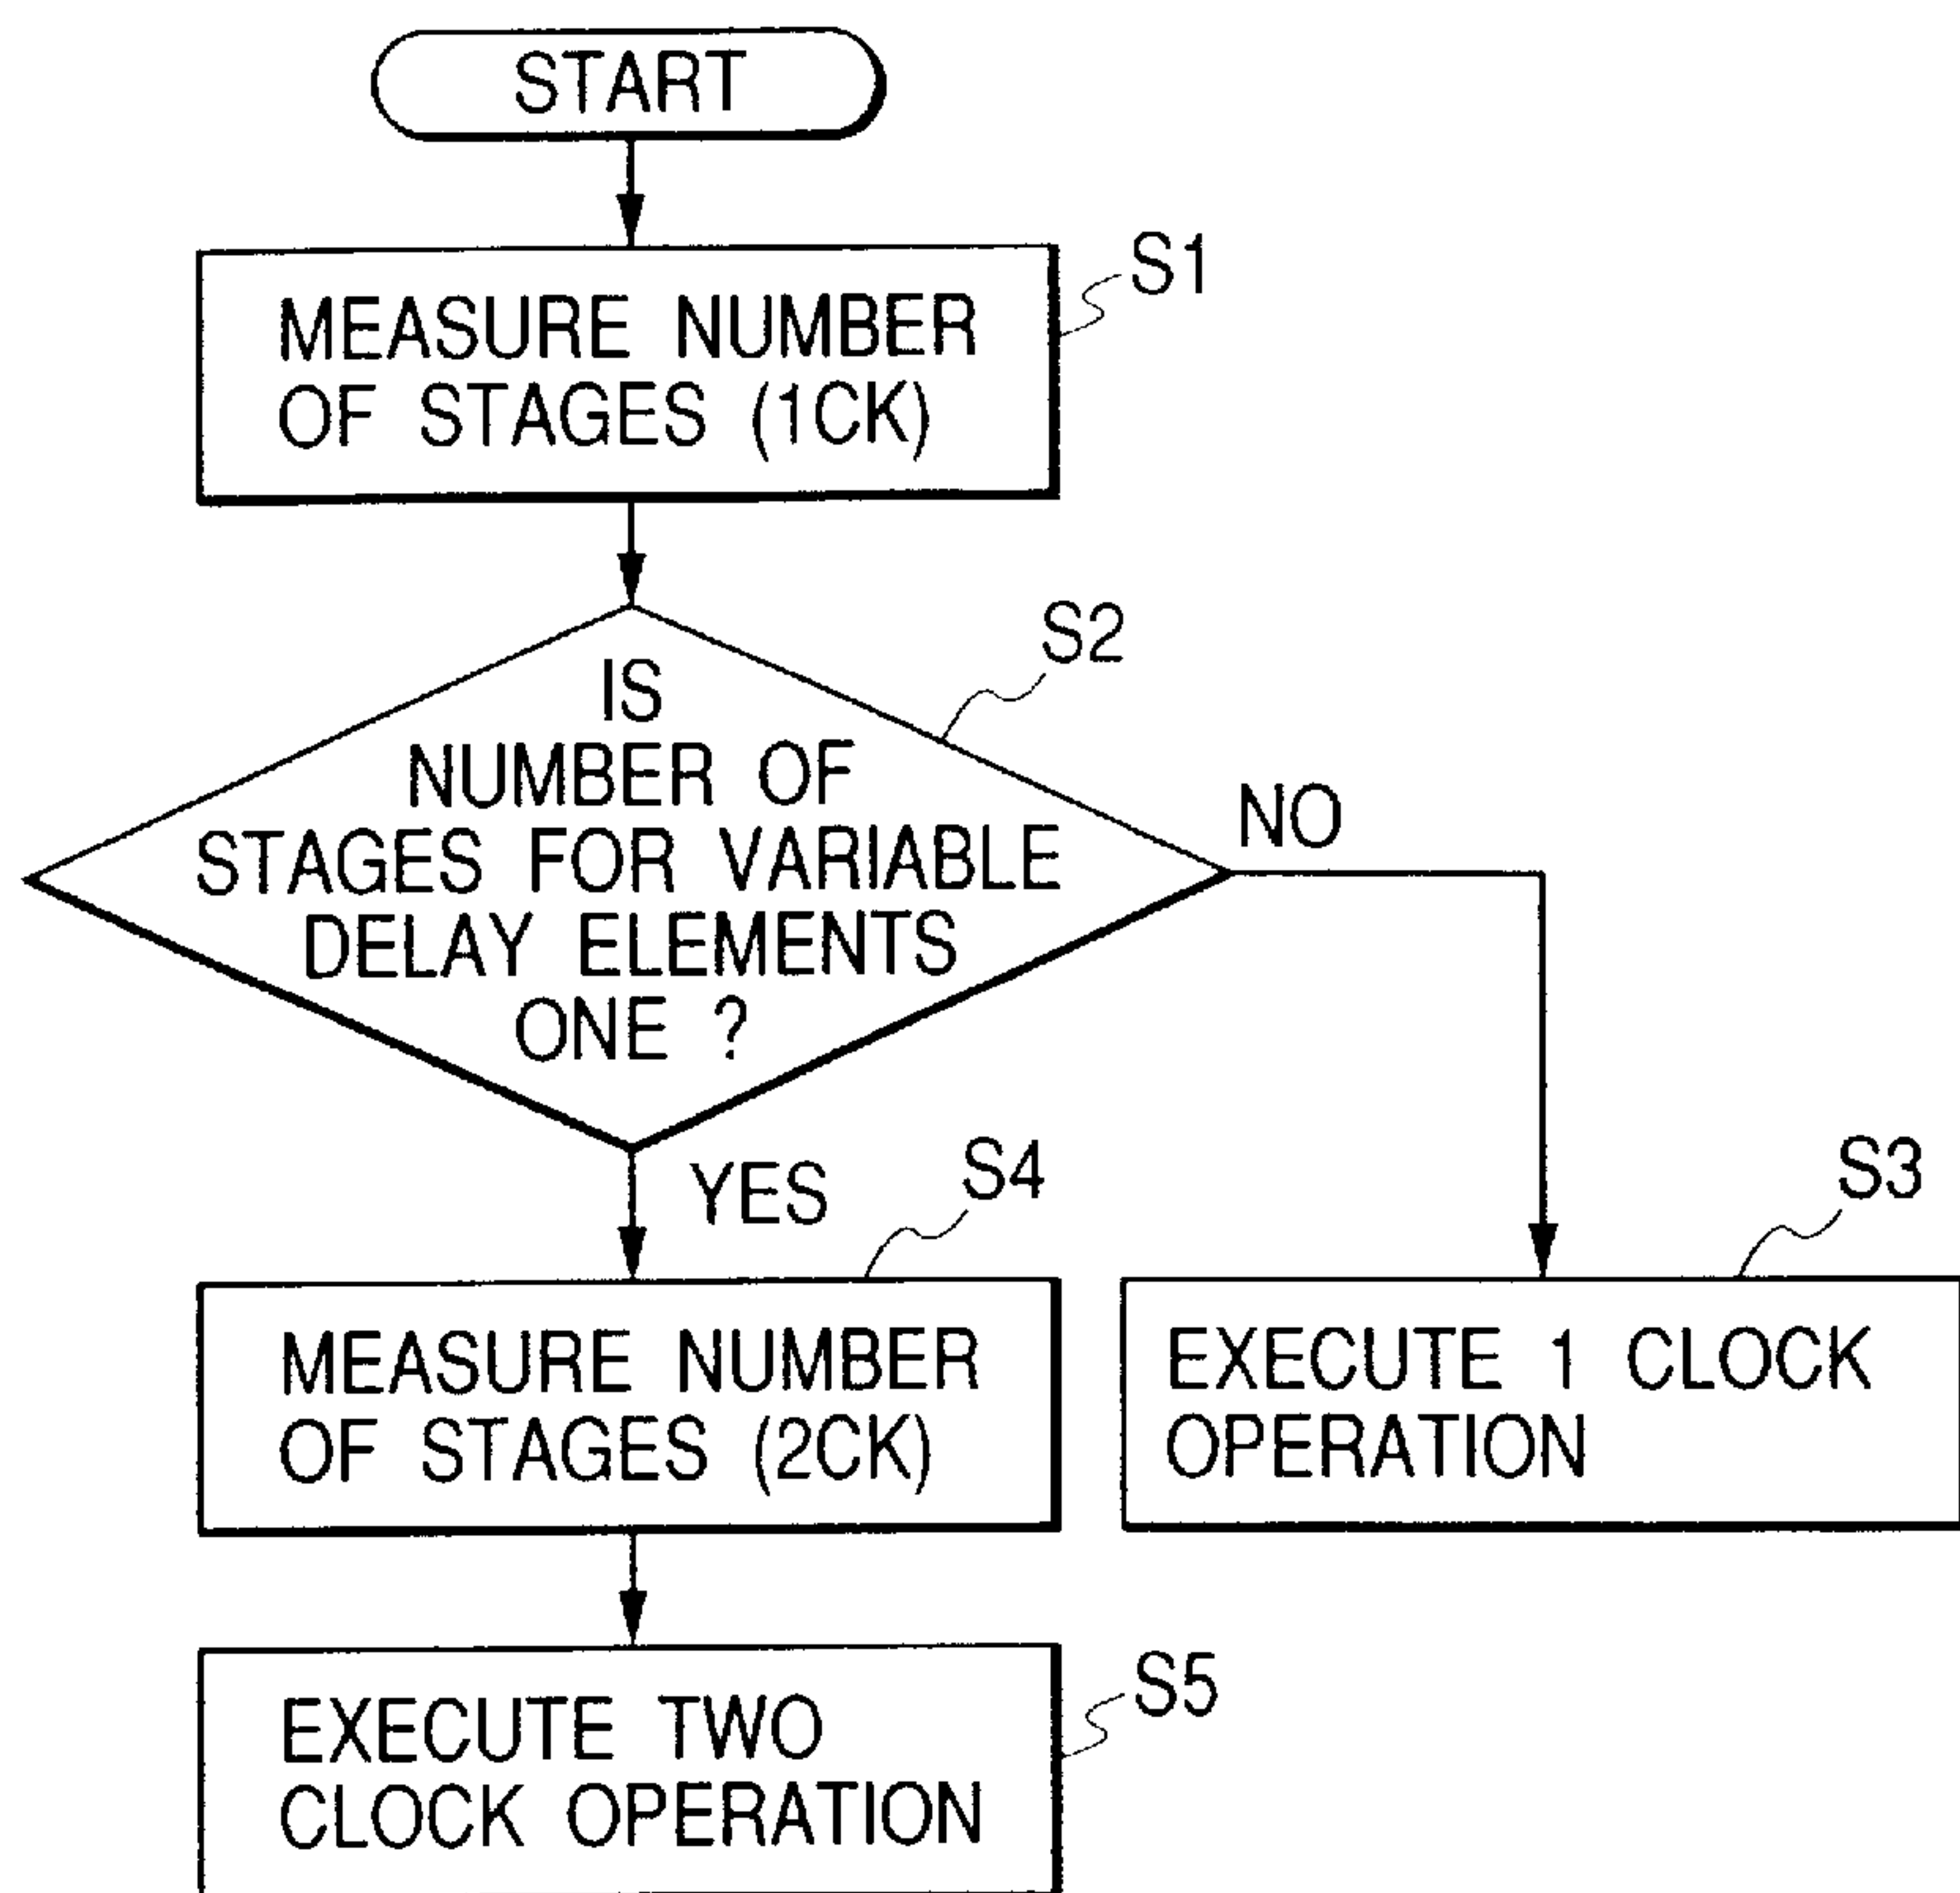 START
S1
MEASURE NUMBER
OF STAGES (1CK)
S2
IS
NUMBER OF
STAGES FOR VARIABLE
DELAY ELEMENTS
ONE ?
NO
YES
S4
S3
MEASURE NUMBER
OF STAGES (2CK)
EXECUTE 1 CLOCK
OPERATION
S5
EXECUTE TWO
CLOCK OPERATION